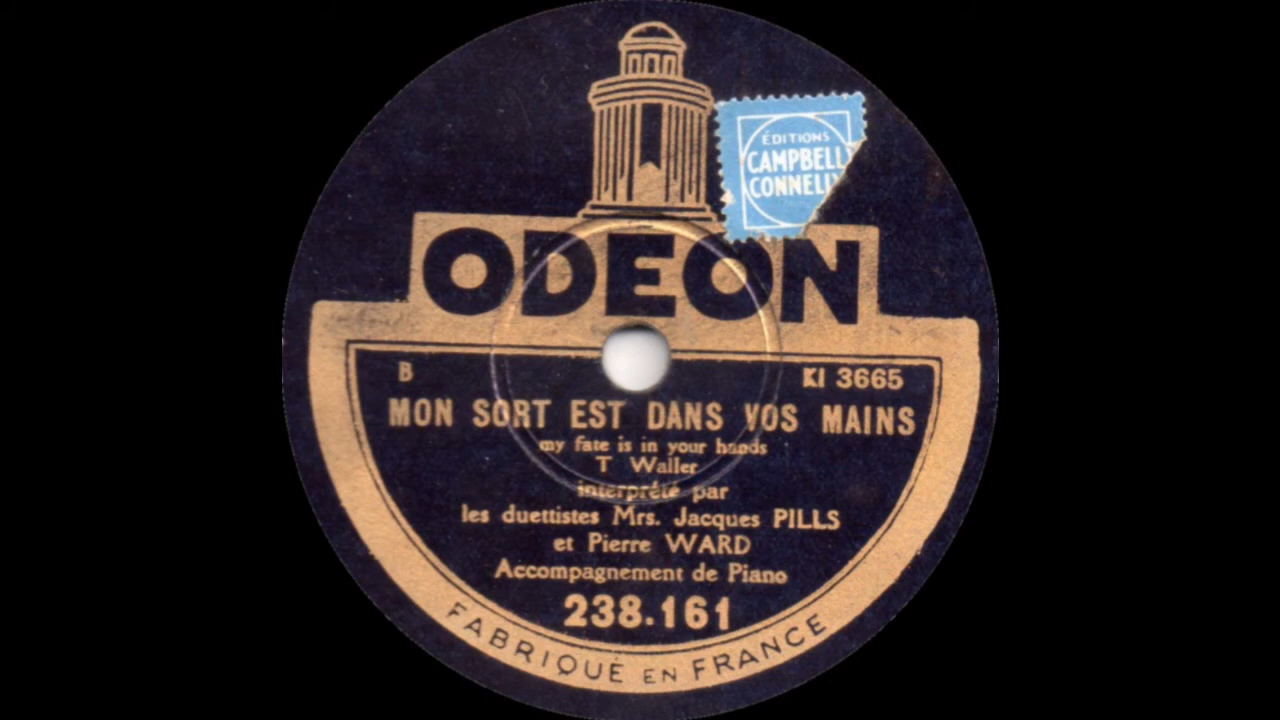 ÉDITIONS
CAMPBELL
CONNELLY
ODEON
B KI 3665
MON SORT EST DANS VOS MAINS
my fate is in your hands
T Waller
interprété par
les duettistes Mrs. Jacques PILLS
et Pierre WARD
Accompagnement de Piano
238.161
FABRIQUÉ EN FRANCE